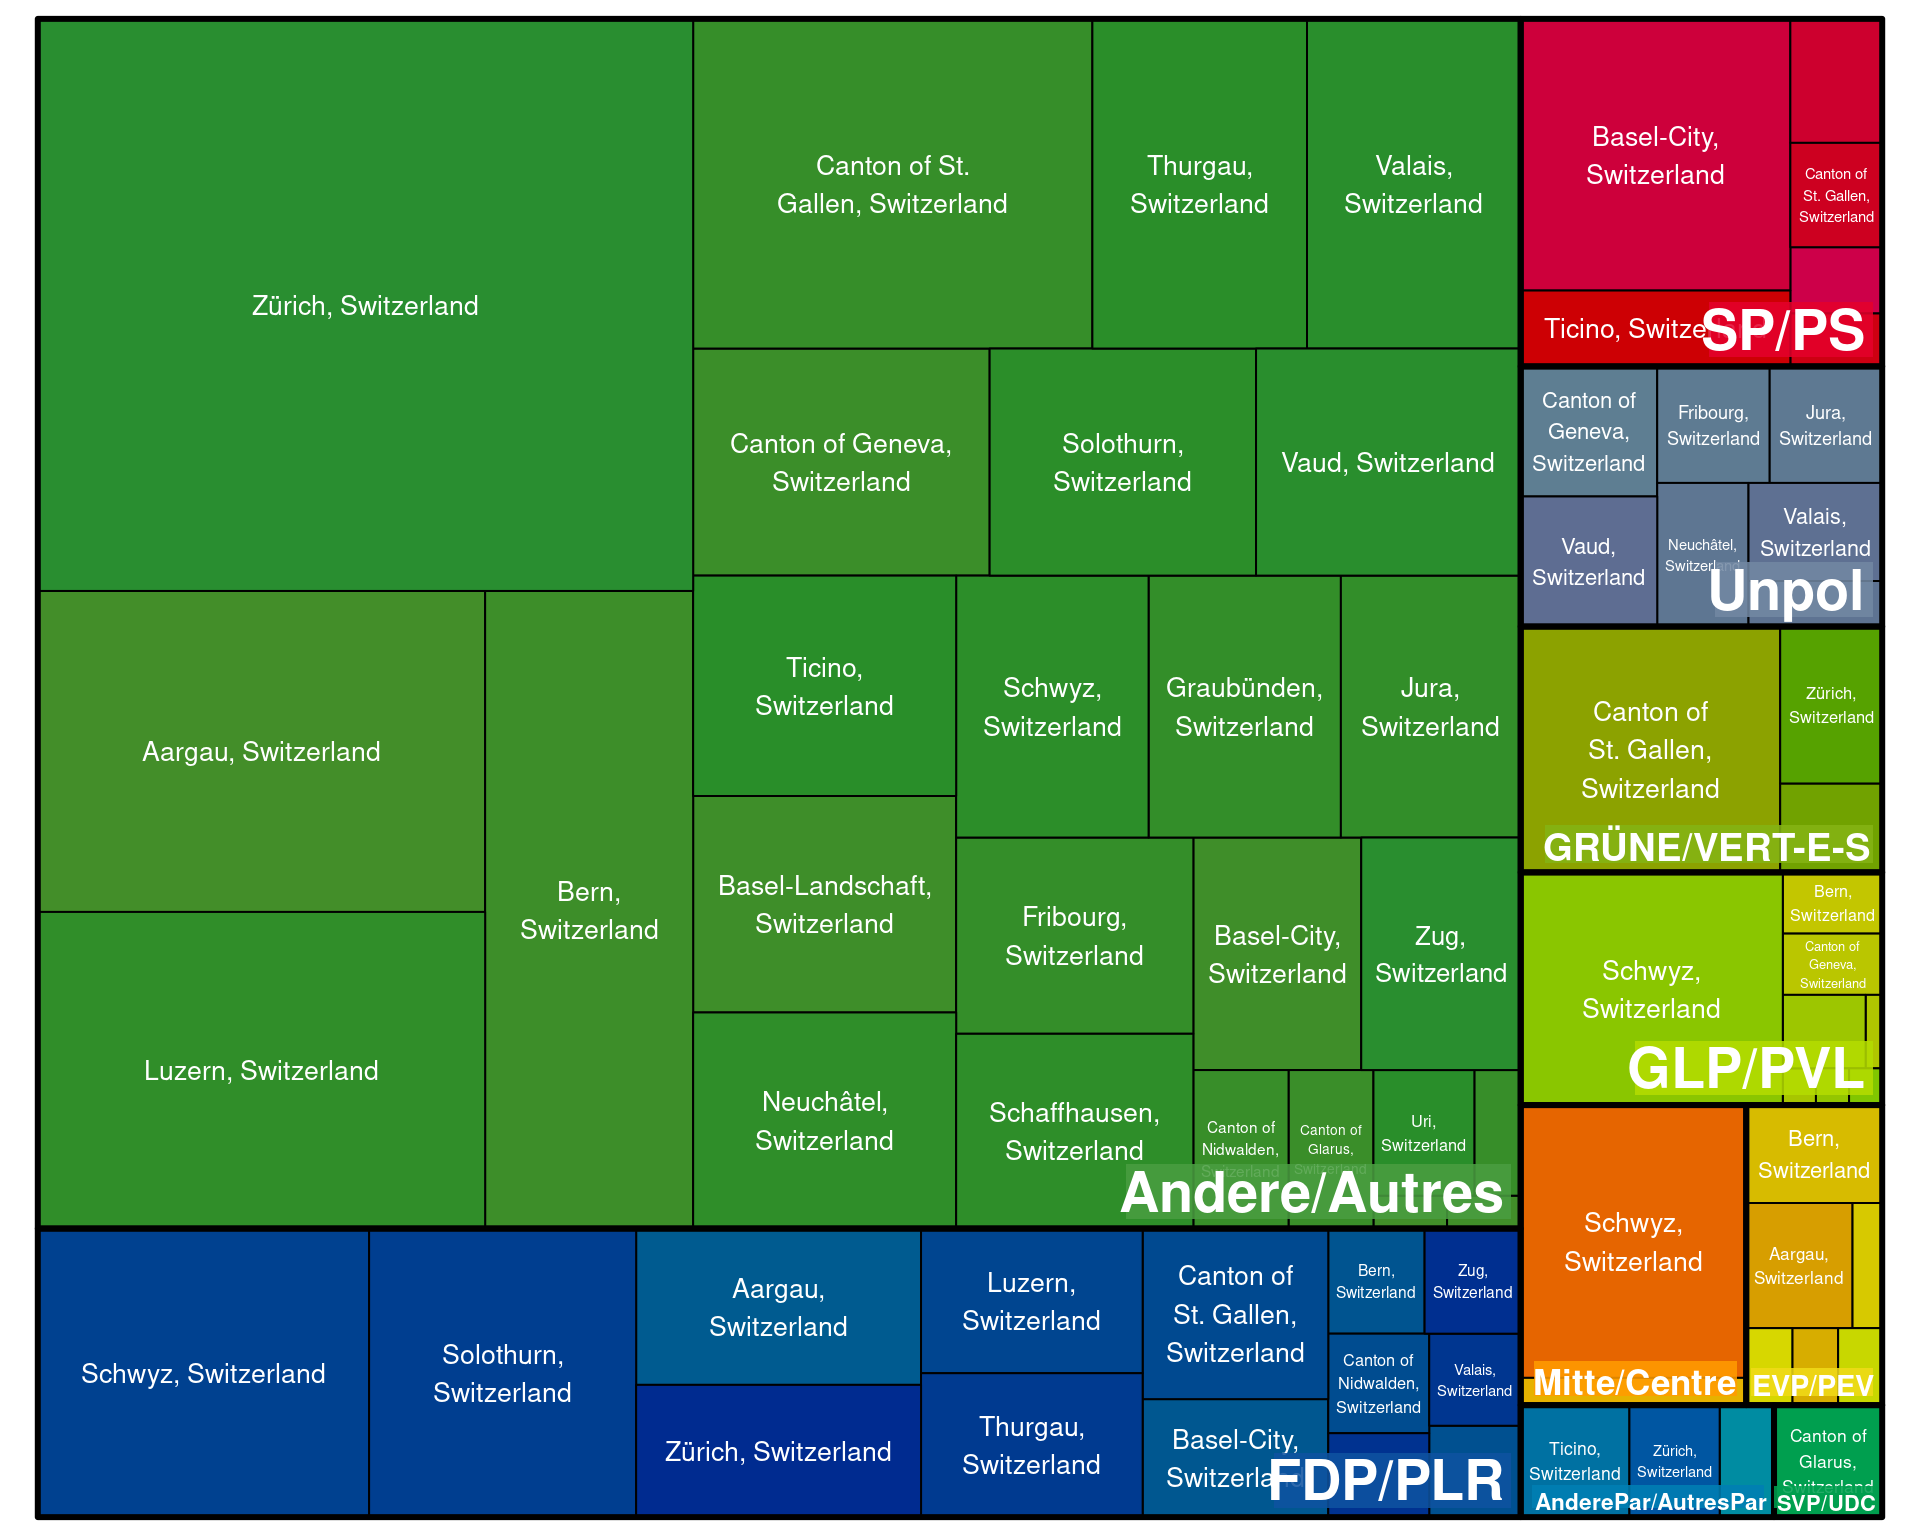 Zürich, Switzerland
Canton of St.
Gallen, Switzerland
Thurgau,
Switzerland
Valais,
Switzerland
Canton of Geneva,
Switzerland
Solothurn,
Switzerland
Vaud, Switzerland
Aargau, Switzerland
Bern,
Switzerland
Luzern, Switzerland
Ticino,
Switzerland
Schwyz,
Switzerland
Graubünden,
Switzerland
Jura,
Switzerland
Basel-Landschaft,
Switzerland
Fribourg,
Switzerland
Basel-City,
Switzerland
Zug,
Switzerland
Neuchâtel,
Switzerland
Schaffhausen,
Switzerland
Canton of
Nidwalden,
Switzerland
Canton of
Glarus,
Switzerland
Uri,
Switzerland
Andere/Autres
Schwyz, Switzerland
Solothurn,
Switzerland
Aargau,
Switzerland
Zürich, Switzerland
Luzern,
Switzerland
Thurgau,
Switzerland
Canton of
St. Gallen,
Switzerland
Basel-City,
Switzerland
Bern,
Switzerland
Zug,
Switzerland
Canton of
Nidwalden,
Switzerland
Valais,
Switzerland
FDP/PLR
Basel-City,
Switzerland
Canton of
St. Gallen,
Switzerland
Ticino, Switzerland
SP/PS
Canton of
Geneva,
Switzerland
Fribourg,
Switzerland
Jura,
Switzerland
Vaud,
Switzerland
Neuchâtel,
Switzerland
Valais,
Switzerland
Unpol
Canton of
St. Gallen,
Switzerland
Zürich,
Switzerland
GRÜNE/VERT-E-S
Schwyz,
Switzerland
Bern,
Switzerland
Canton of
Geneva,
Switzerland
GLP/PVL
Schwyz,
Switzerland
Mitte/Centre
Bern,
Switzerland
Aargau,
Switzerland
EVP/PEV
Ticino,
Switzerland
Zürich,
Switzerland
AnderePar/AutresPar
Canton of
Glarus,
Switzerland
SVP/UDC